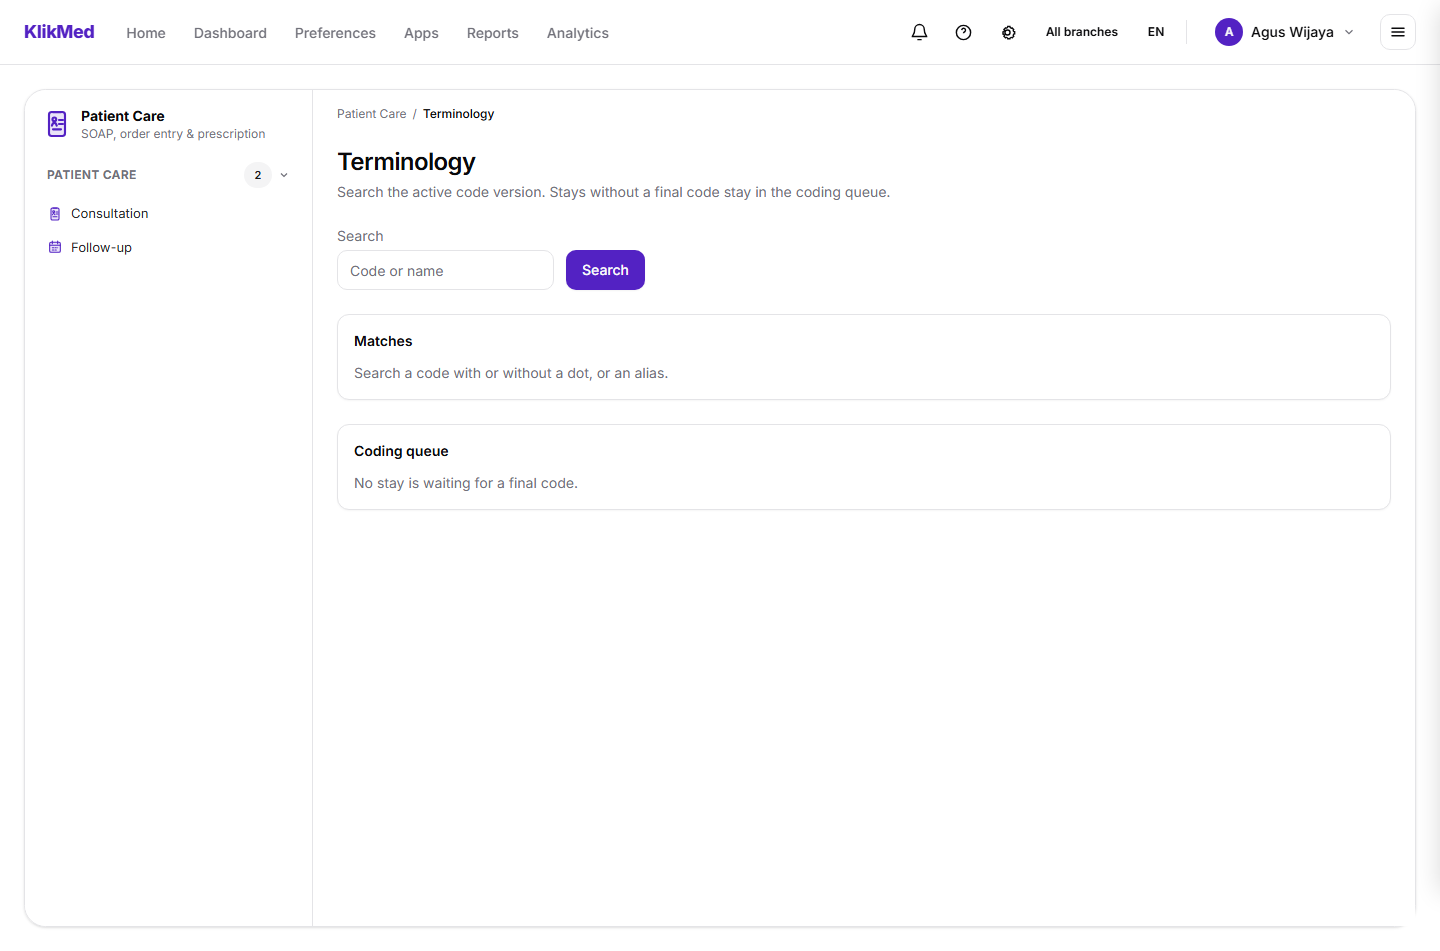 KlikMed
Home
Dashboard
Preferences
Apps
Reports
Analytics
All branches
EN
A
Agus Wijaya
Patient Care
SOAP, order entry & prescription
PATIENT CARE
2
Consultation
Follow-up
Patient Care / Terminology
Terminology
Search the active code version. Stays without a final code stay in the coding queue.
Search
Code or name
Search
Matches
Search a code with or without a dot, or an alias.
Coding queue
No stay is waiting for a final code.